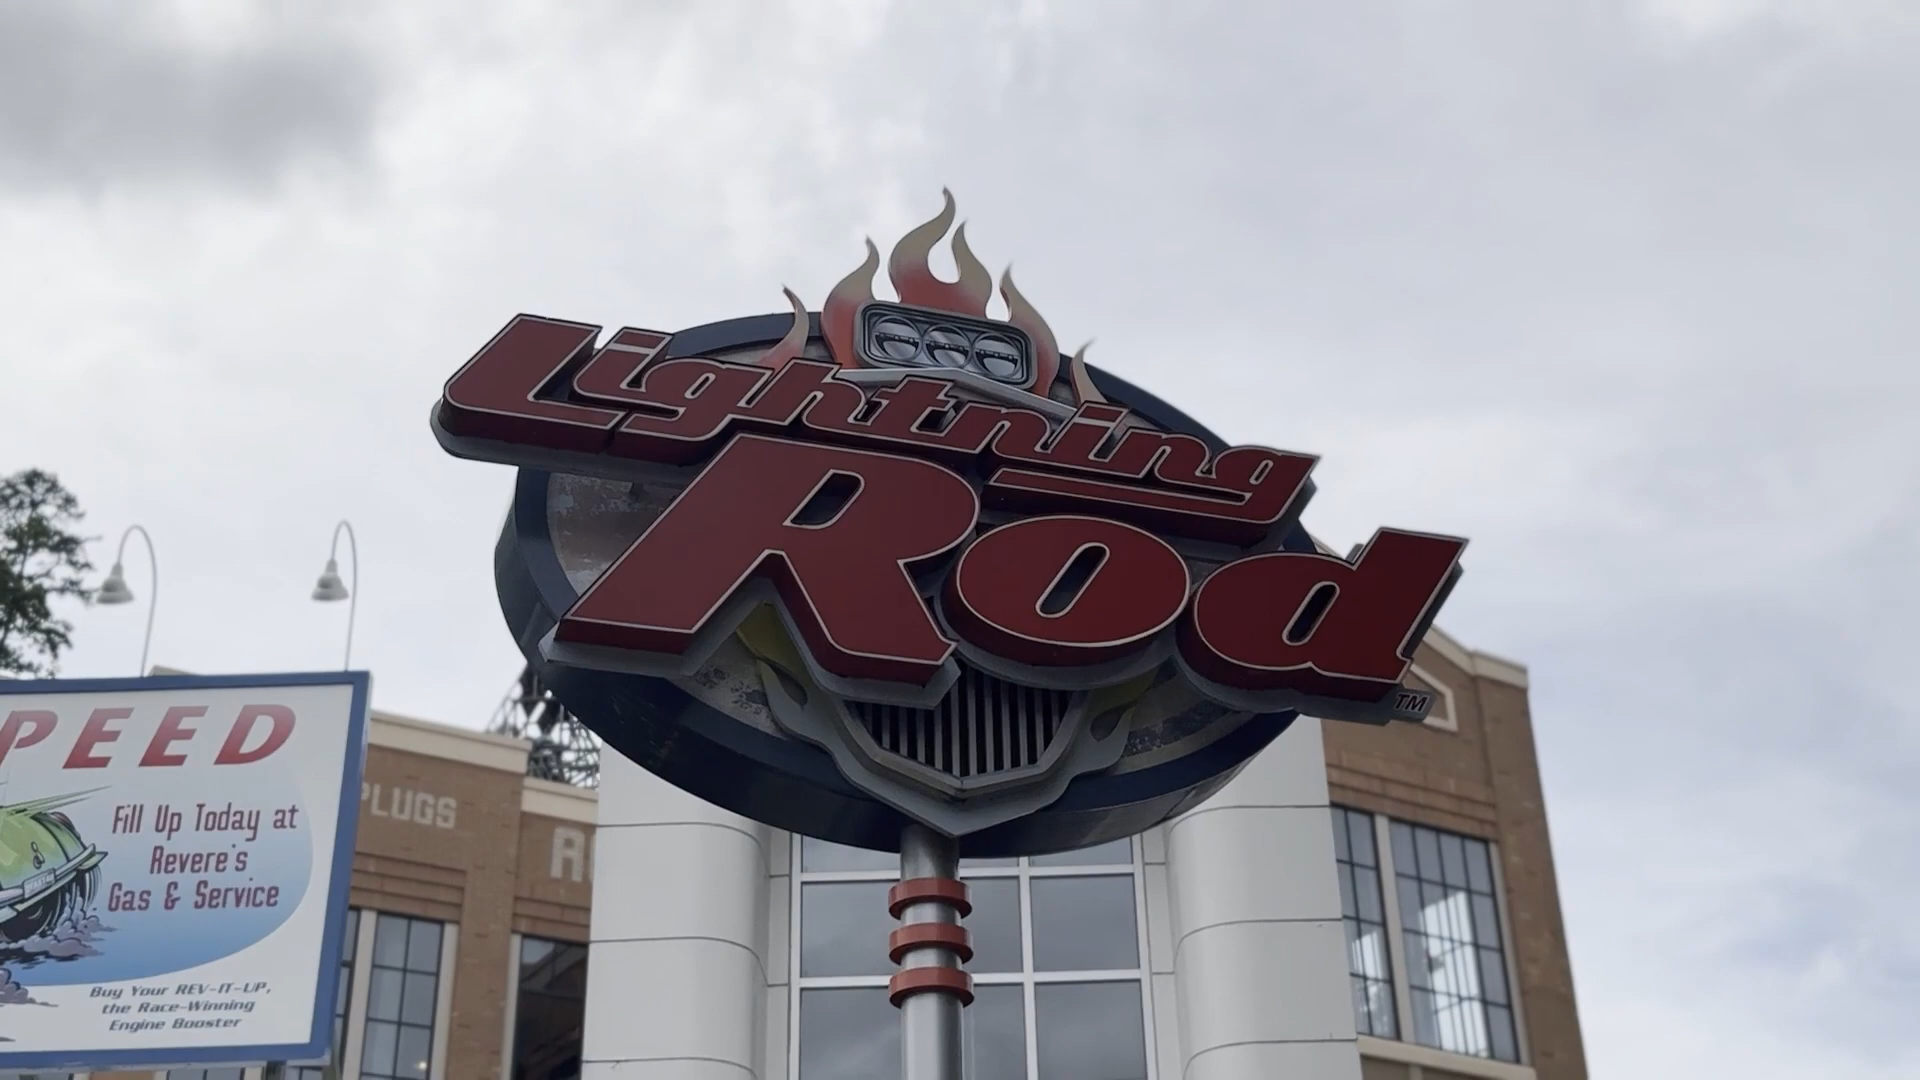 Lightning
Rod
TM
PEED
Fill Up Today at
Revere's
Gas & Service
Buy Your REV-IT-UP,
the Race-Winning
Engine Booster
PLUGS